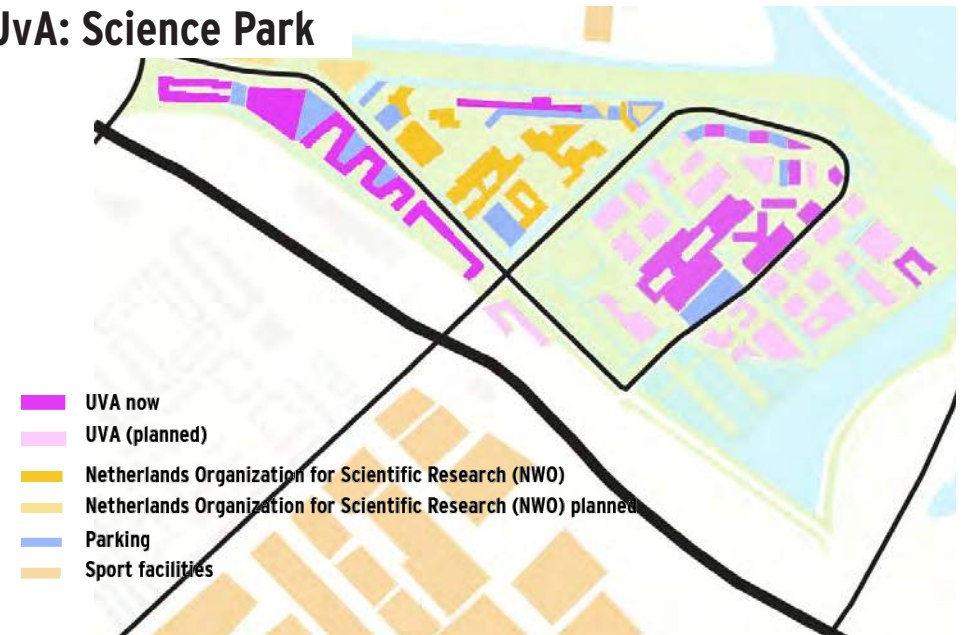 UvA: Science Park
UVA now
UVA (planned)
Netherlands Organization for Scientific Research (NWO)
Netherlands Organization for Scientific Research (NWO) planned
Parking
Sport facilities